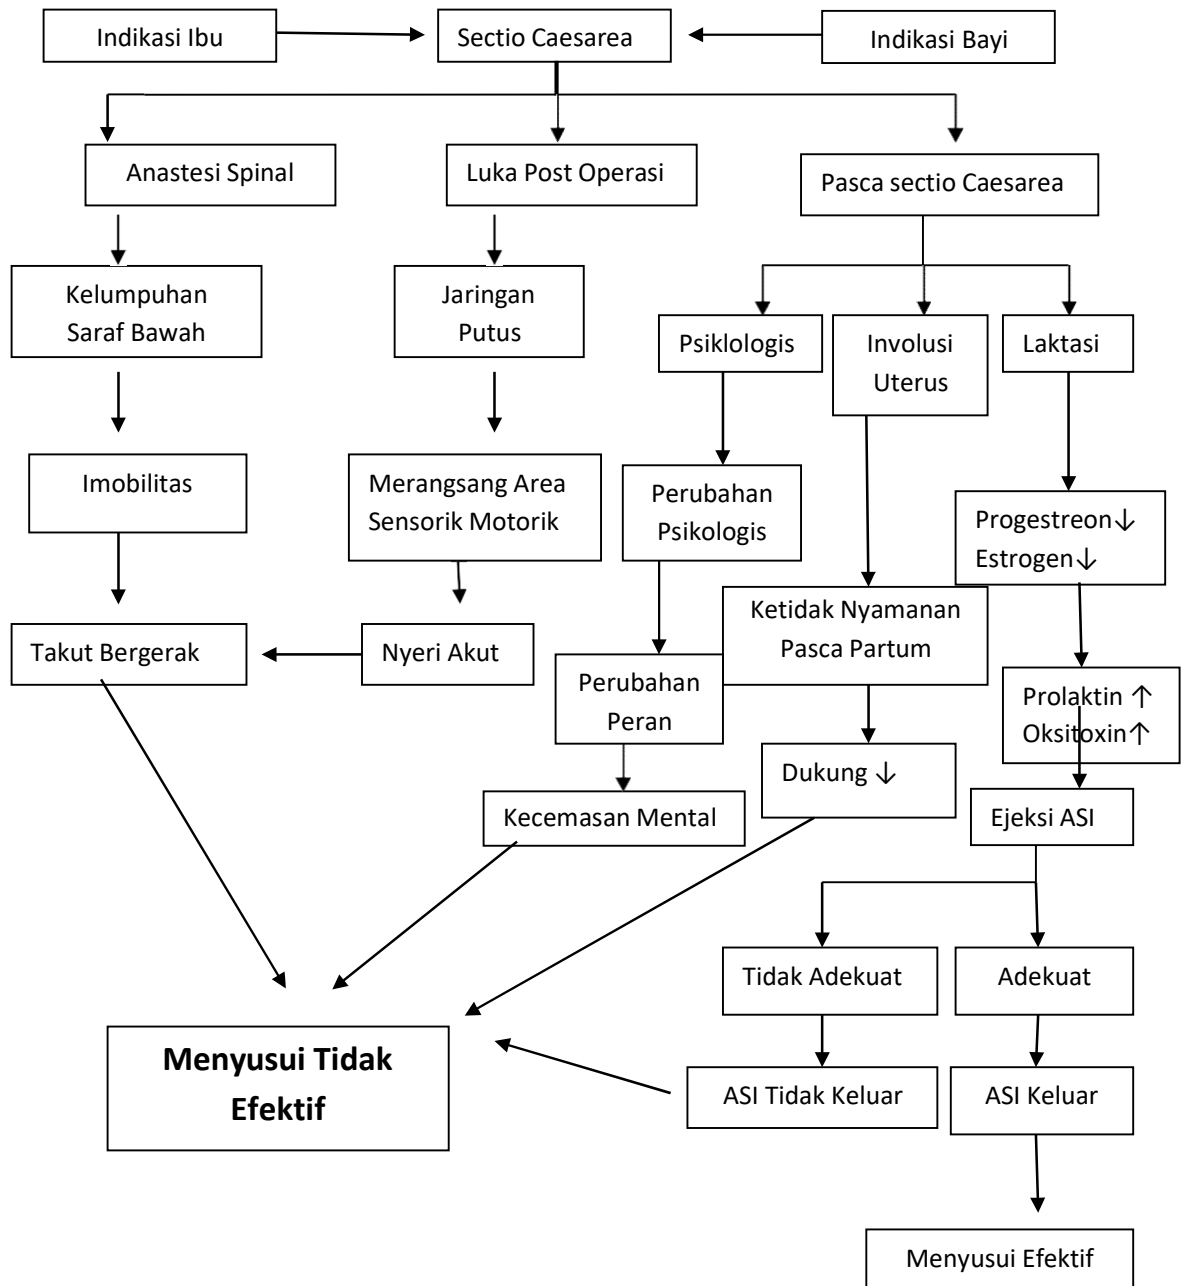 Indikasi Ibu
Sectio Caesarea
Indikasi Bayi
Anastesi Spinal
Luka Post Operasi
Pasca sectio Caesarea
Kelumpuhan
Saraf Bawah
Jaringan
Putus
Psiklologis
Involusi
Uterus
Laktasi
Imobilitas
Merangsang Area
Sensorik Motorik
Perubahan
Psikologis
Progestreon↓
Estrogen↓
Takut Bergerak
Nyeri Akut
Ketidak Nyamanan
Pasca Partum
Perubahan
Peran
Prolaktin ↑
Oksitoxin↑
Dukung ↓
Kecemasan Mental
Ejeksi ASI
Tidak Adekuat
Adekuat
Menyusui Tidak
Efektif
ASI Tidak Keluar
ASI Keluar
Menyusui Efektif